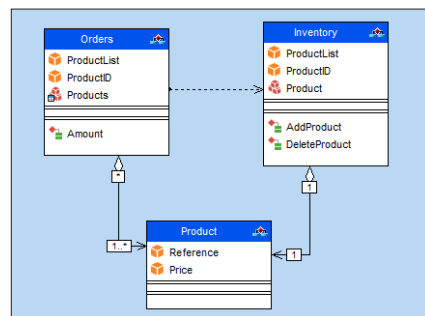 Orders
ProductList
ProductID
Products
Amount
Inventory
ProductList
ProductID
Product
AddProduct
DeleteProduct
*
1
1..*
1
Product
Reference
Price